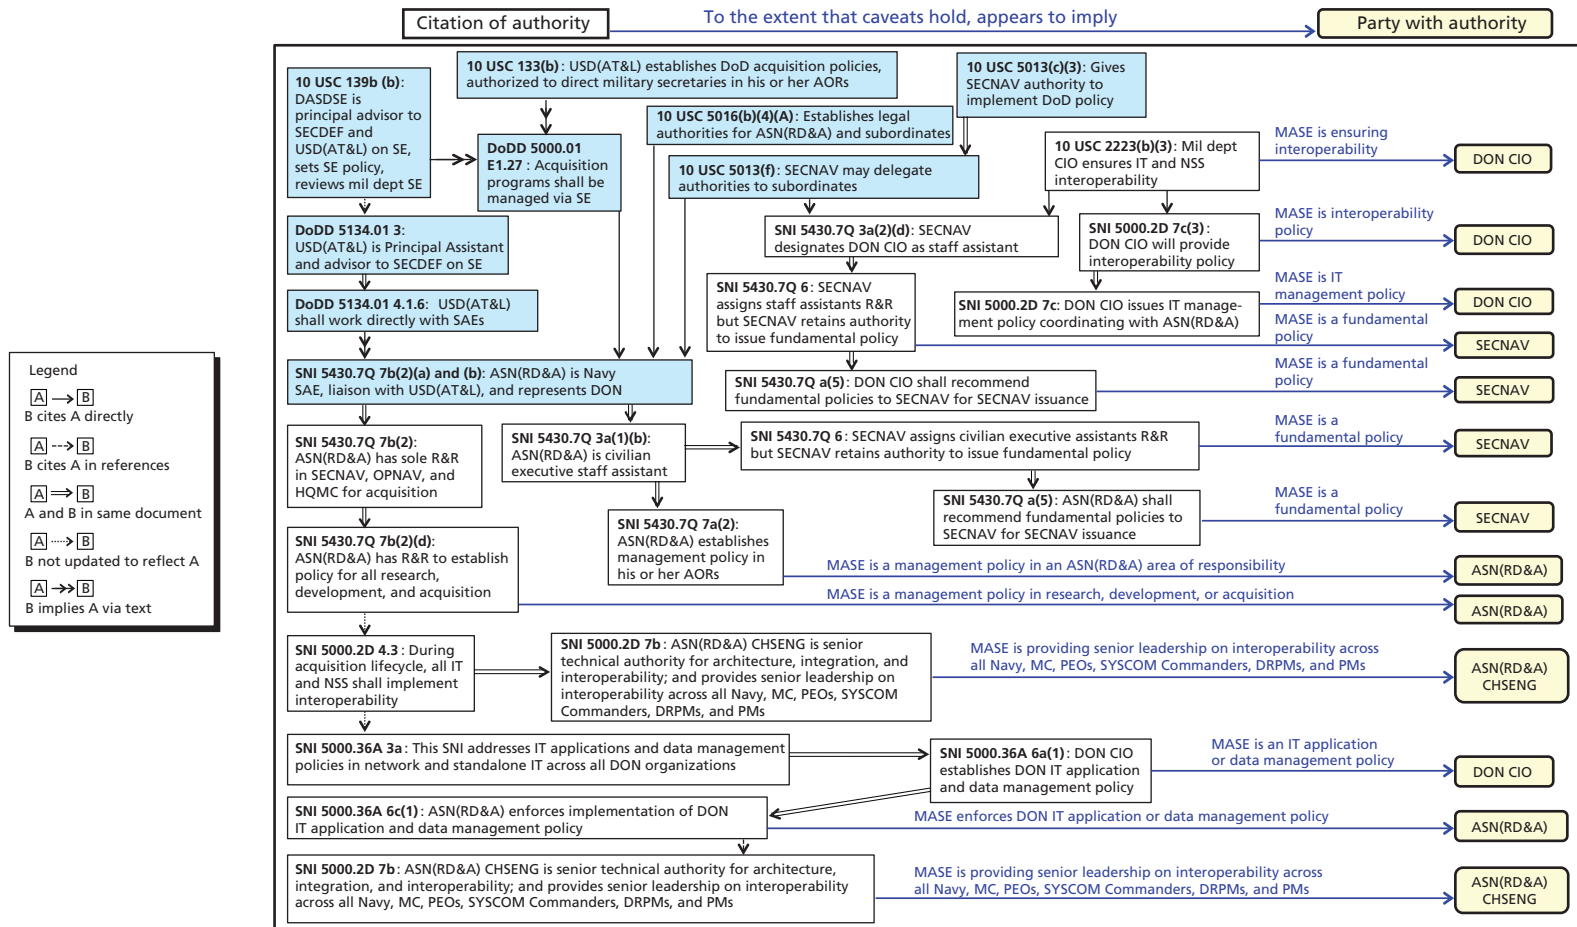 Citation of authority
To the extent that caveats hold, appears to imply
Party with authority
10 USC 139b (b):
DASDSE is
principal advisor to
SECDEF and
USD(AT&L) on SE,
sets SE policy,
reviews mil dept SE
10 USC 133(b): USD(AT&L) establishes DoD acquisition policies,
authorized to direct military secretaries in his or her AORs
10 USC 5013(c)(3): Gives
SECNAV authority to
implement DoD policy
10 USC 5016(b)(4)(A): Establishes legal
authorities for ASN(RD&A) and subordinates
DoDD 5000.01
E1.27 : Acquisition
programs shall be
managed via SE
10 USC 5013(f): SECNAV may delegate
authorities to subordinates
10 USC 2223(b)(3): Mil dept
CIO ensures IT and NSS
interoperability
MASE is ensuring
interoperability
DON CIO
DoDD 5134.01 3:
USD(AT&L) is Principal Assistant
and advisor to SECDEF on SE
SNI 5430.7Q 3a(2)(d): SECNAV
designates DON CIO as staff assistant
SNI 5000.2D 7c(3):
DON CIO will provide
interoperability policy
MASE is interoperability
policy
DON CIO
DoDD 5134.01 4.1.6: USD(AT&L)
shall work directly with SAEs
SNI 5430.7Q 6 : SECNAV
assigns staff assistants R&R
but SECNAV retains authority
to issue fundamental policy
SNI 5000.2D 7c: DON CIO issues IT manage-
ment policy coordinating with ASN(RD&A)
MASE is IT
management policy
DON CIO
MASE is a fundamental
policy
SECNAV
SNI 5430.7Q 7b(2)(a) and (b): ASN(RD&A) is Navy
SAE, liaison with USD(AT&L), and represents DON
SNI 5430.7Q a(5) : DON CIO shall recommend
fundamental policies to SECNAV for SECNAV issuance
MASE is a fundamental
policy
SECNAV
SNI 5430.7Q 7b(2):
ASN(RD&A) has sole R&R
in SECNAV, OPNAV, and
HQMC for acquisition
SNI 5430.7Q 3a(1)(b):
ASN(RD&A) is civilian
executive staff assistant
SNI 5430.7Q 6 : SECNAV assigns civilian executive assistants R&R
but SECNAV retains authority to issue fundamental policy
MASE is a
fundamental policy
SECNAV
SNI 5430.7Q a(5) : ASN(RD&A) shall
recommend fundamental policies to
SECNAV for SECNAV issuance
MASE is a
fundamental policy
SECNAV
SNI 5430.7Q 7a(2):
ASN(RD&A) establishes
management policy in
his or her AORs
MASE is a management policy in an ASN(RD&A) area of responsibility
ASN(RD&A)
SNI 5430.7Q 7b(2)(d):
ASN(RD&A) has R&R to establish
policy for all research,
development, and acquisition
MASE is a management policy in research, development, or acquisition
ASN(RD&A)
SNI 5000.2D 4.3 : During
acquisition lifecycle, all IT
and NSS shall implement
interoperability
SNI 5000.2D 7b : ASN(RD&A) CHSENG is senior
technical authority for architecture, integration, and
interoperability; and provides senior leadership on
interoperability across all Navy, MC, PEOs, SYSCOM
Commanders, DRPMs, and PMs
MASE is providing senior leadership on interoperability across
all Navy, MC, PEOs, SYSCOM Commanders, DRPMs, and PMs
ASN(RD&A)
CHSENG
SNI 5000.36A 3a : This SNI addresses IT applications and data management
policies in network and standalone IT across all DON organizations
SNI 5000.36A 6a(1) : DON CIO
establishes DON IT application
and data management policy
MASE is an IT application
or data management policy
DON CIO
SNI 5000.36A 6c(1) : ASN(RD&A) enforces implementation of DON
IT application and data management policy
MASE enforces DON IT application or data management policy
ASN(RD&A)
SNI 5000.2D 7b : ASN(RD&A) CHSENG is senior technical authority for architecture,
integration, and interoperability; and provides senior leadership on interoperability
across all Navy, MC, PEOs, SYSCOM Commanders, DRPMs, and PMs
MASE is providing senior leadership on interoperability across
all Navy, MC, PEOs, SYSCOM Commanders, DRPMs, and PMs
ASN(RD&A)
CHSENG
Legend
A B
B cites A directly
A B
B cites A in references
A B
A and B in same document
A B
B not updated to reflect A
A B
B implies A via text